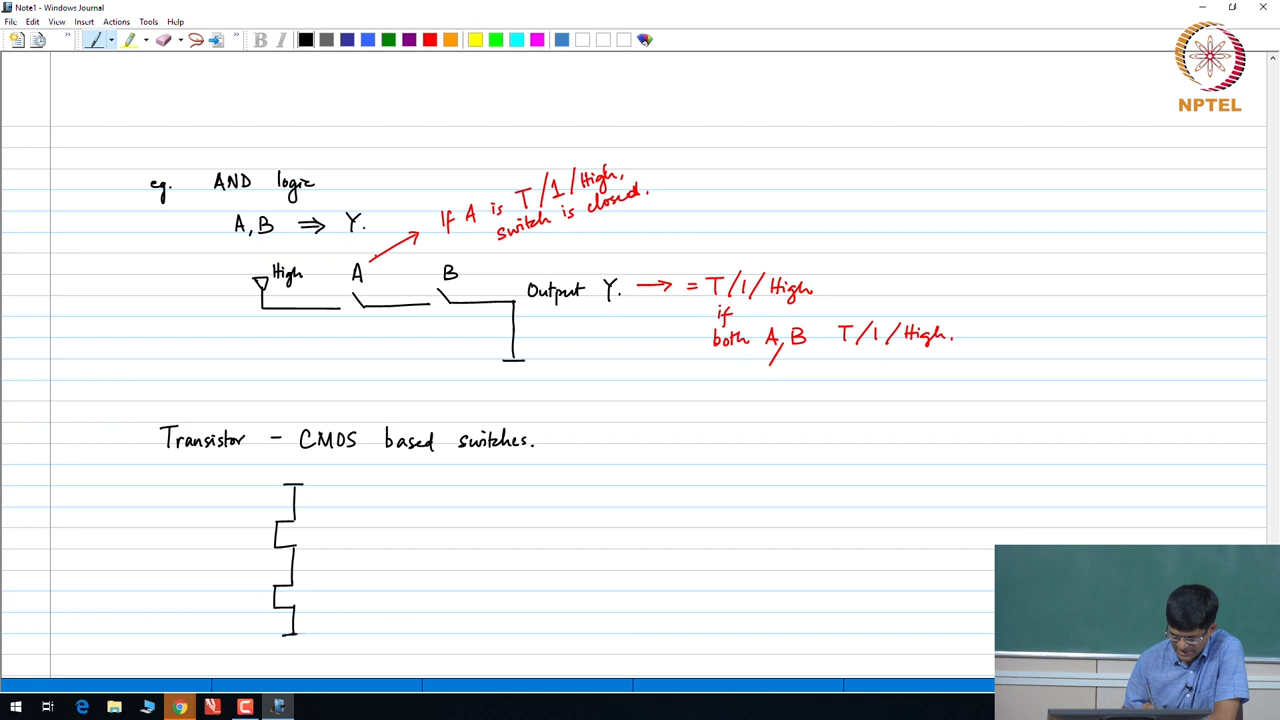 Note1 - Windows Journal
File Edit View Insert Actions Tools Help
B I
NPTEL
eg. AND logic
A, B ⇒ Y.
If A is T/1/High,
switch is closed.
High A B
Output Y. → = T/1/High
if
both A, B T/1/High.
Transistor - CMOS based switches.